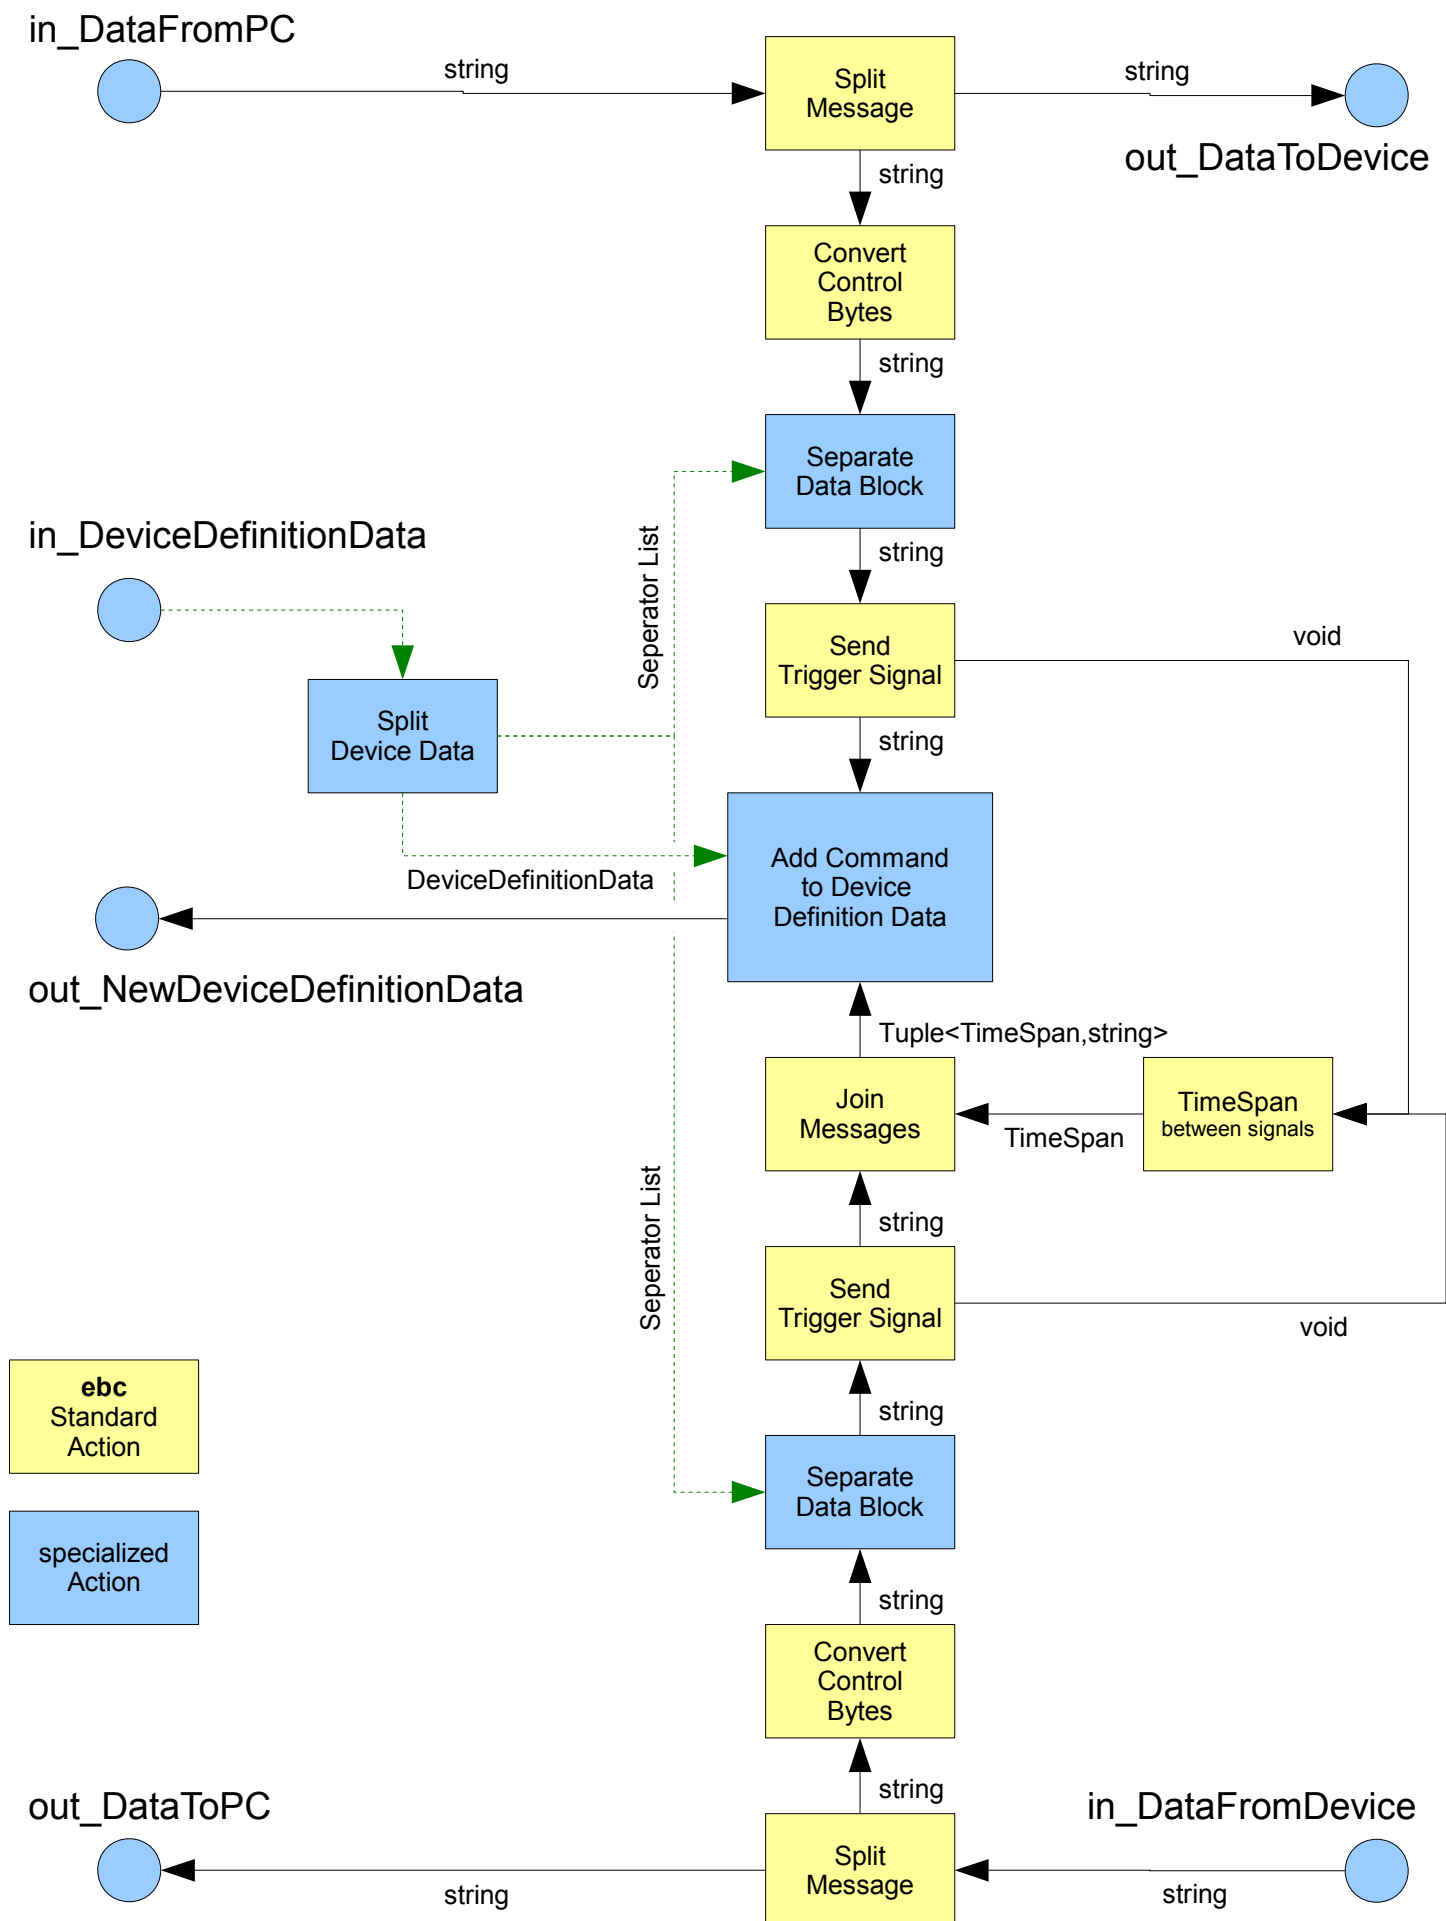 in_DataFromPC
string
Split
Message
string
out_DataToDevice
string
Convert
Control
Bytes
string
Separate
Data Block
in_DeviceDefinitionData
Seperator List
string
Send
Trigger Signal
void
Split
Device Data
string
Add Command
to Device
Definition Data
DeviceDefinitionData
out_NewDeviceDefinitionData
Tuple<TimeSpan,string>
Join
Messages
TimeSpan
TimeSpan
between signals
Seperator List
string
Send
Trigger Signal
void
ebc
Standard
Action
string
Separate
Data Block
specialized
Action
string
Convert
Control
Bytes
string
out_DataToPC
in_DataFromDevice
string
Split
Message
string